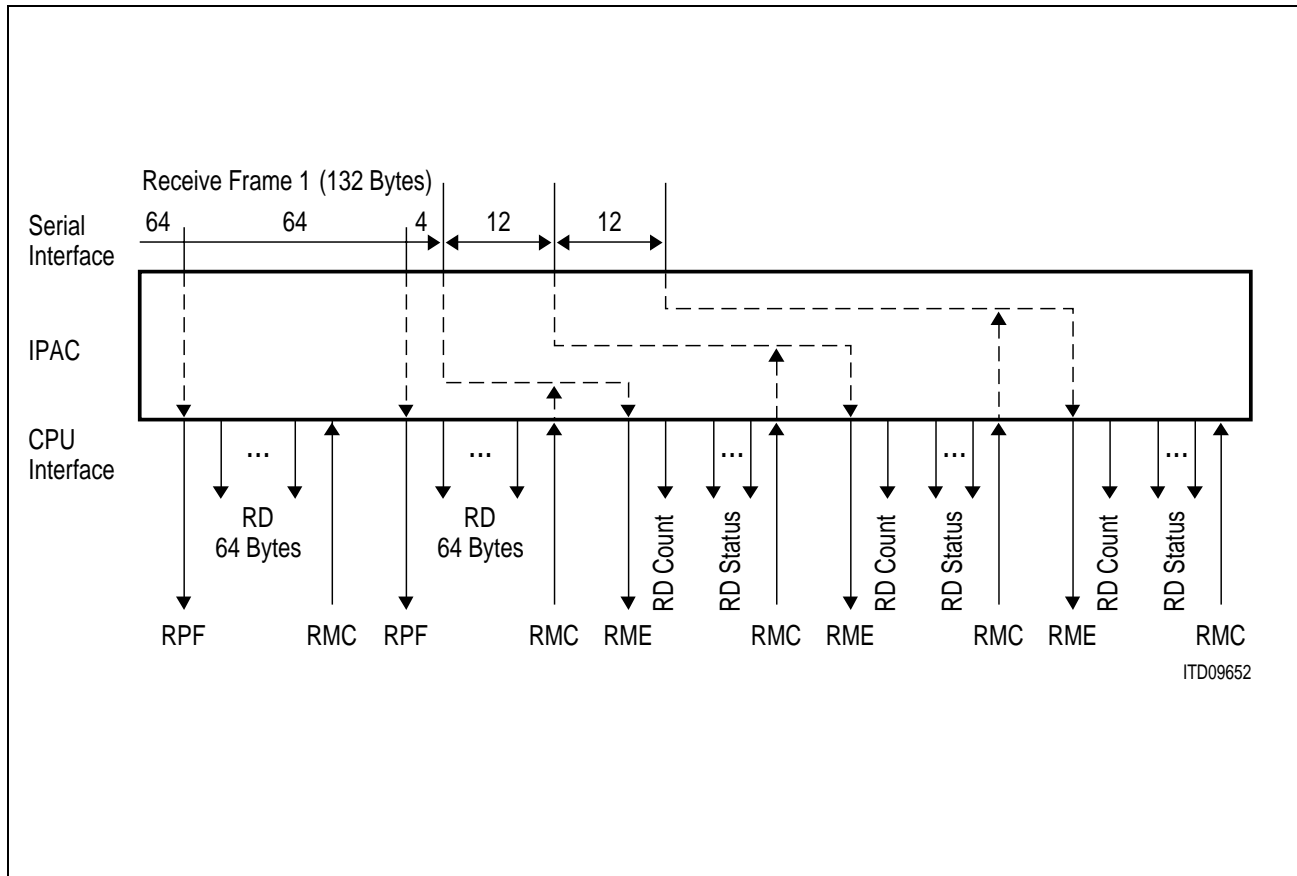 Receive Frame 1 (132 Bytes)
Serial
Interface
64 64 4 12 12
IPAC
CPU
Interface
... ... ... ... ...
RD
64 Bytes
RD
64 Bytes
RD Count
RD Status
RD Count
RD Status
RD Count
RD Status
RPF RMC RPF RMC RME RMC RME RMC RME RMC
ITD09652